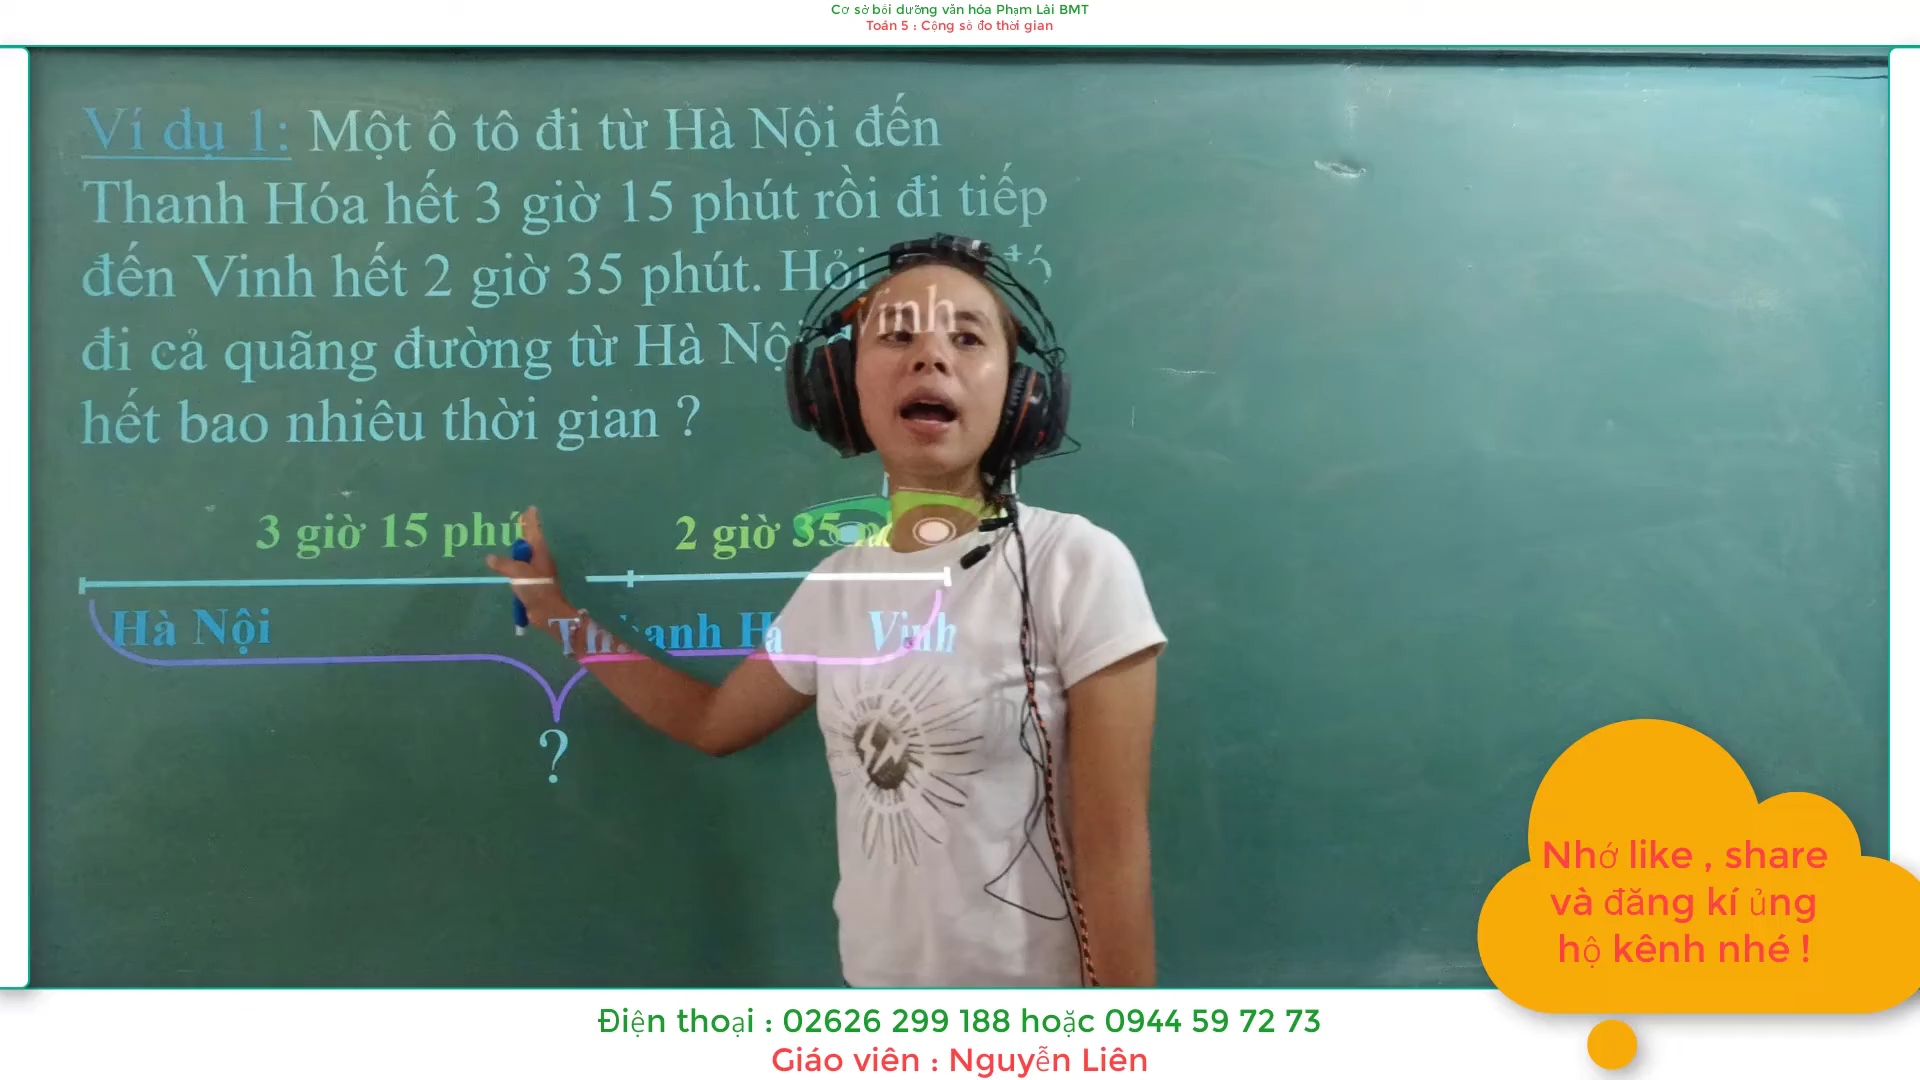 Cơ sở bồi dưỡng văn hóa Phạm Lài BMT
Toán 5 : Cộng số đo thời gian
Ví dụ 1: Một ô tô đi từ Hà Nội đến
Thanh Hóa hết 3 giờ 15 phút rồi đi tiếp
đến Vinh hết 2 giờ 35 phút. Hỏi đó
đi cả quãng đường từ Hà Nội
Vinh
hết bao nhiêu thời gian ?
3 giờ 15 phút 2 giờ 35
Hà Nội Thanh Vinh
?
Nhớ like , share
và đăng kí ủng
hộ kênh nhé !
Điện thoại : 02626 299 188 hoặc 0944 59 72 73
Giáo viên : Nguyễn Liên